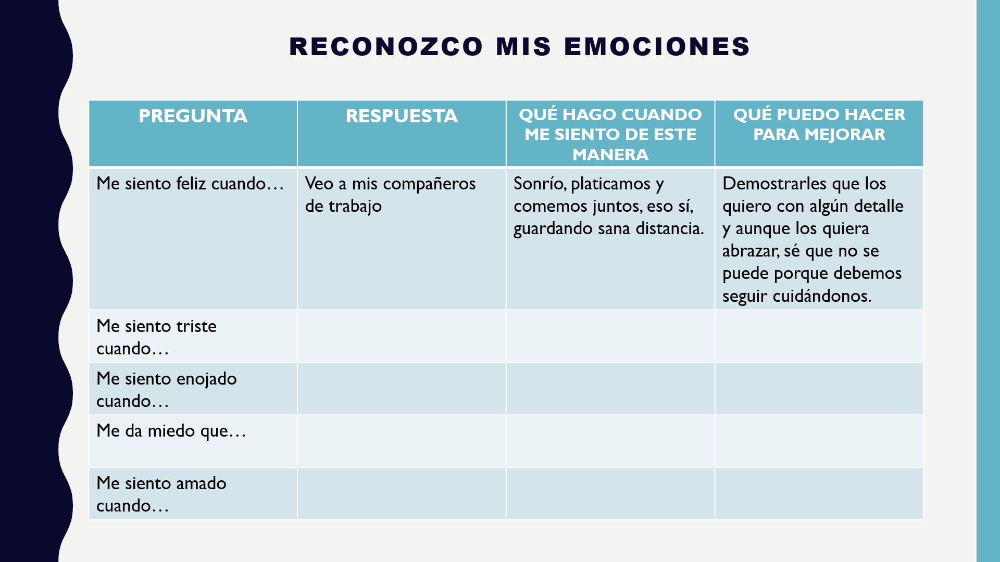 RECONOZCO MIS EMOCIONES
PREGUNTA
RESPUESTA
QUÉ HAGO CUANDO
ME SIENTO DE ESTE
MANERA
QUÉ PUEDO HACER
PARA MEJORAR
Me siento feliz cuando…
Veo a mis compañeros
de trabajo
Sonrío, platicamos y
comemos juntos, eso sí,
guardando sana distancia.
Demostrarles que los
quiero con algún detalle
y aunque los quiera
abrazar, sé que no se
puede porque debemos
seguir cuidándonos.
Me siento triste
cuando…
Me siento enojado
cuando…
Me da miedo que…
Me siento amado
cuando…